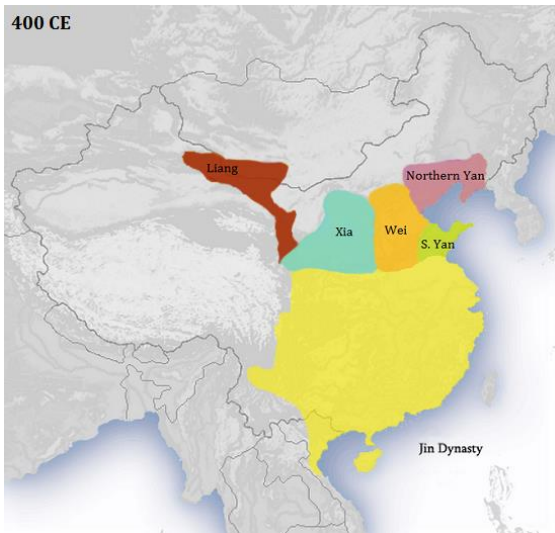 400 CE
Liang
Northern Yan
Xia
Wei
S. Yan
Jin Dynasty